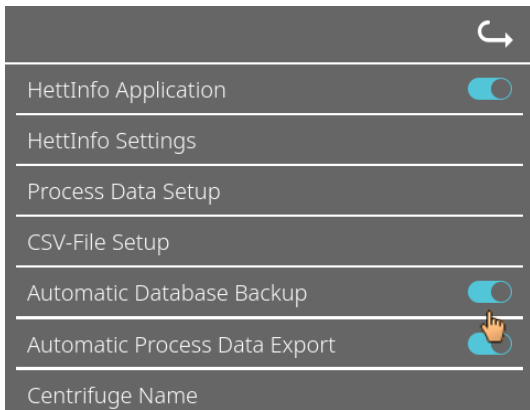 HettInfo Application
HettInfo Settings
Process Data Setup
CSV-File Setup
Automatic Database Backup
Automatic Process Data Export
Centrifuge Name